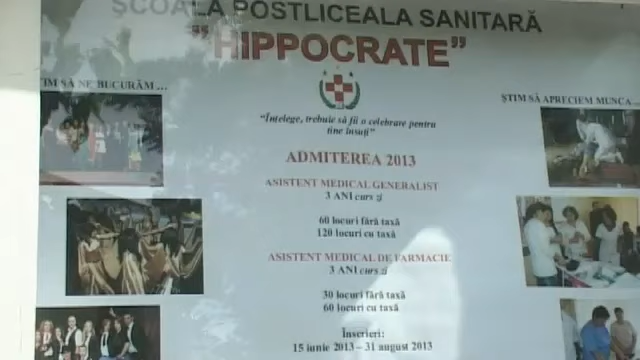 ȘCOALA POSTLICEALA SANITARĂ
"HIPPOCRATE"
ȘTIM SĂ NE BUCURĂM ...
ȘTIM SĂ APRECIEM MUNCA...
"Înțelege, trebuie să fii o celebrare pentru
tine însuți"
ADMITEREA 2013
ASISTENT MEDICAL GENERALIST
3 ANI curs zi
60 locuri fără taxă
120 locuri cu taxă
ASISTENT MEDICAL DE FARMACIE
3 ANI curs zi
30 locuri fără taxă
60 locuri cu taxă
Înscrieri:
15 iunie 2013 – 31 august 2013